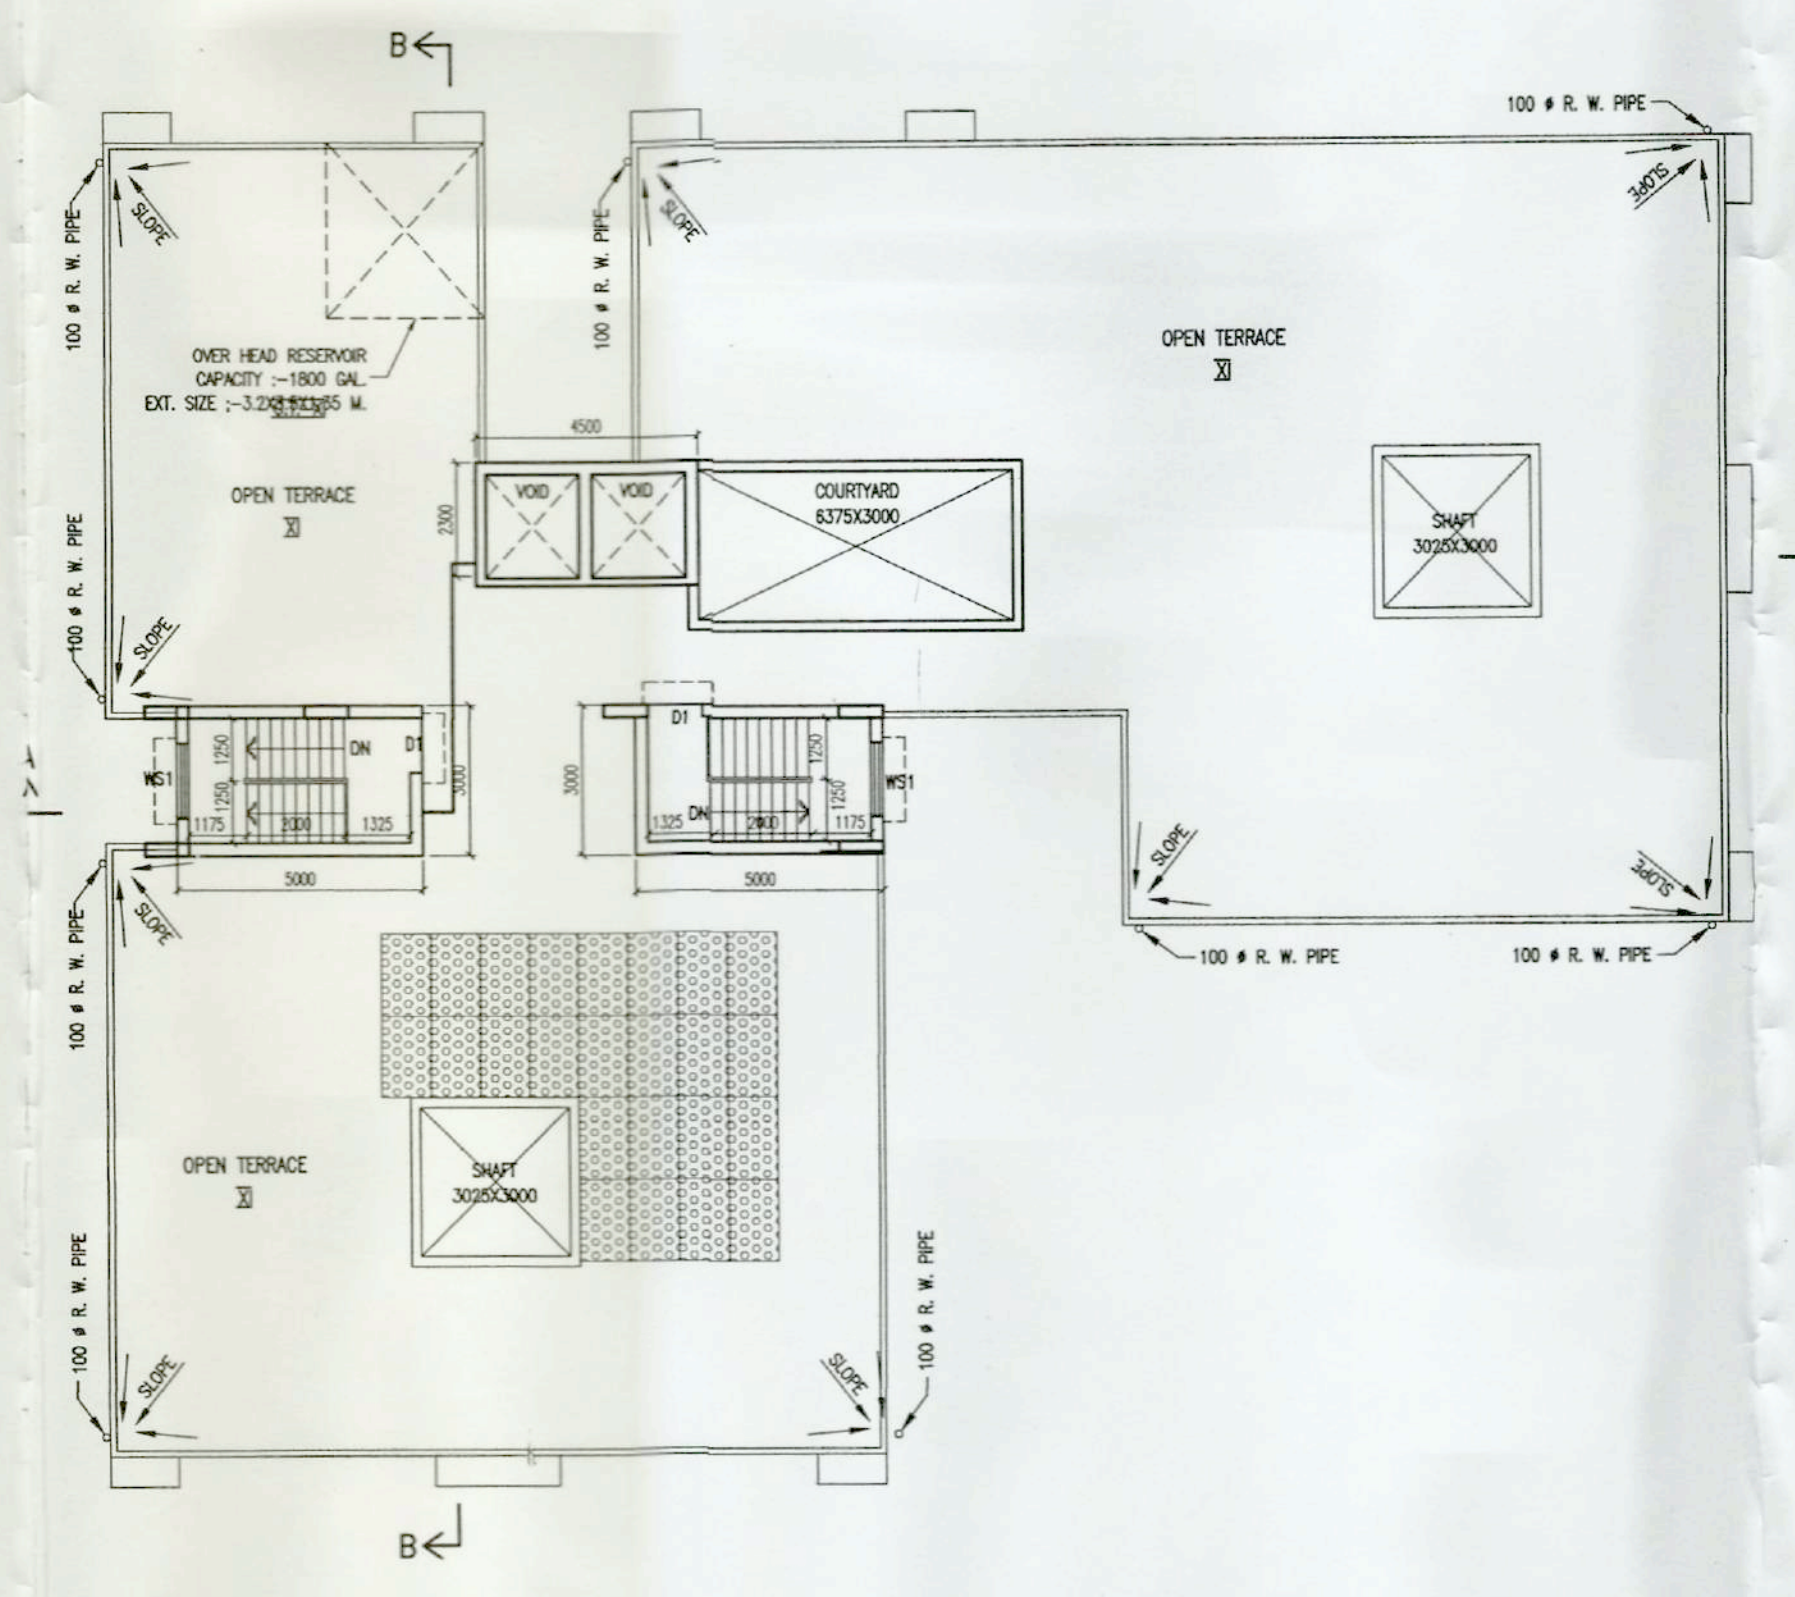 B
100 ø R. W. PIPE
100 ø R. W. PIPE
SLOPE
100 ø R. W. PIPE
SLOPE
SLOPE
OVER HEAD RESERVOIR
CAPACITY :-1800 GAL.
EXT. SIZE ;-
M.
OPEN TERRACE
XI
OPEN TERRACE
XI
4500
2300
VOID
VOID
COURTYARD
6375X3000
SHAFT
3025X3000
100 ø R. W. PIPE
SLOPE
WS1
1250
1250
DN
D1
1175
2000
1325
3000
5000
3000
D1
DN
1250
1250
WS1
1325
2000
1175
5000
SLOPE
SLOPE
100 ø R. W. PIPE
100 ø R. W. PIPE
100 ø R. W. PIPE
SLOPE
OPEN TERRACE
XI
SHAFT
3025X3000
100 ø R. W. PIPE
SLOPE
SLOPE
100 ø R. W. PIPE
B